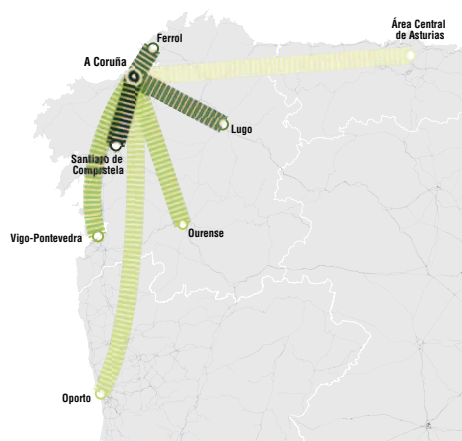 Ferrol
Área Central
de Asturias
A Coruña
Lugo
Santiago de
Compostela
Ourense
Vigo-Pontevedra
Oporto